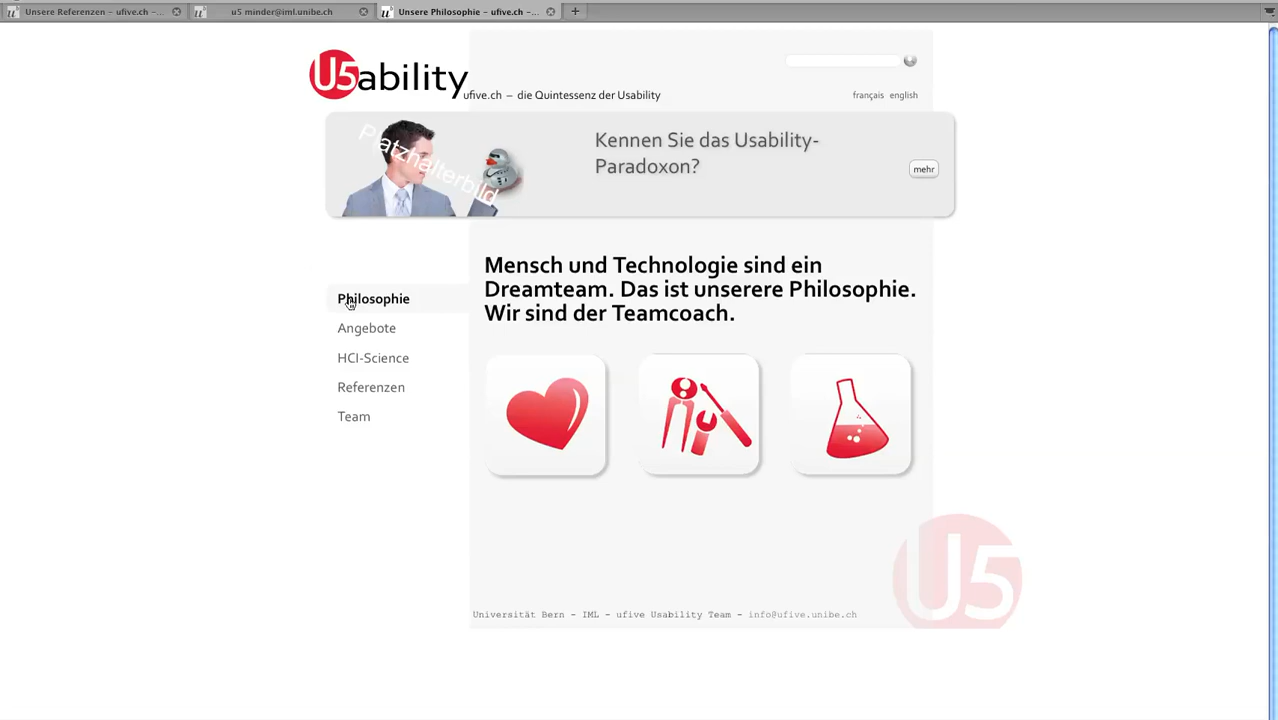 Unsere Referenzen – ufive.ch –...
u5 minder@iml.unibe.ch
Unsere Philosophie – ufive.ch –...
U5ability
ufive.ch – die Quintessenz der Usability
français english
Platzhalterbild
Kennen Sie das Usability-
Paradoxon?
mehr
Mensch und Technologie sind ein
Dreamteam. Das ist unserere Philosophie.
Wir sind der Teamcoach.
Philosophie
Angebote
HCI-Science
Referenzen
Team
U5
Universität Bern – IML – ufive Usability Team – info@ufive.unibe.ch